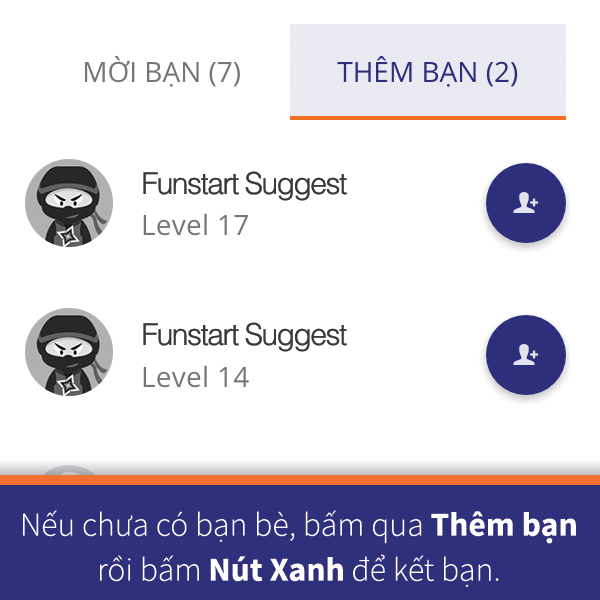 MỜI BẠN (7)
THÊM BẠN (2)
Funstart Suggest
Level 17
Funstart Suggest
Level 14
Nếu chưa có bạn bè, bấm qua Thêm bạn
rồi bấm Nút Xanh để kết bạn.